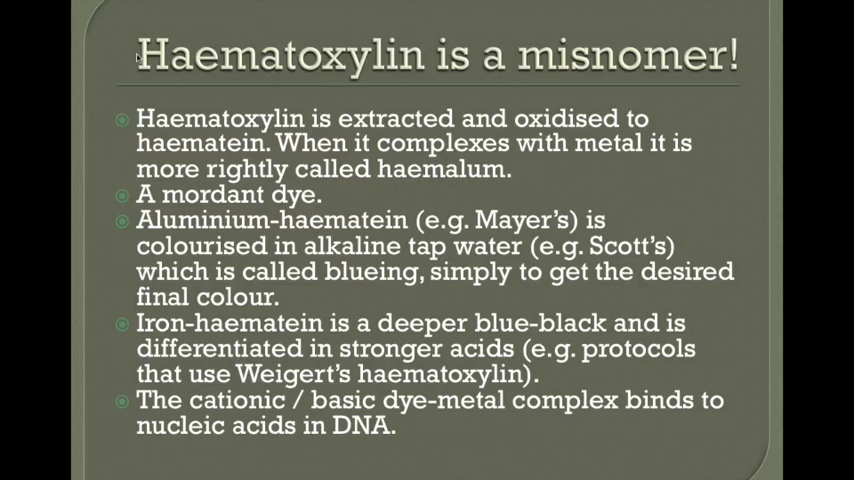 Haematoxylin is a misnomer!
Haematoxylin is extracted and oxidised to
haematein. When it complexes with metal it is
more rightly called haemalum.
A mordant dye.
Aluminium-haematein (e.g. Mayer's) is
colourised in alkaline tap water (e.g. Scott's)
which is called blueing, simply to get the desired
final colour.
Iron-haematein is a deeper blue-black and is
differentiated in stronger acids (e.g. protocols
that use Weigert's haematoxylin).
The cationic / basic dye-metal complex binds to
nucleic acids in DNA.